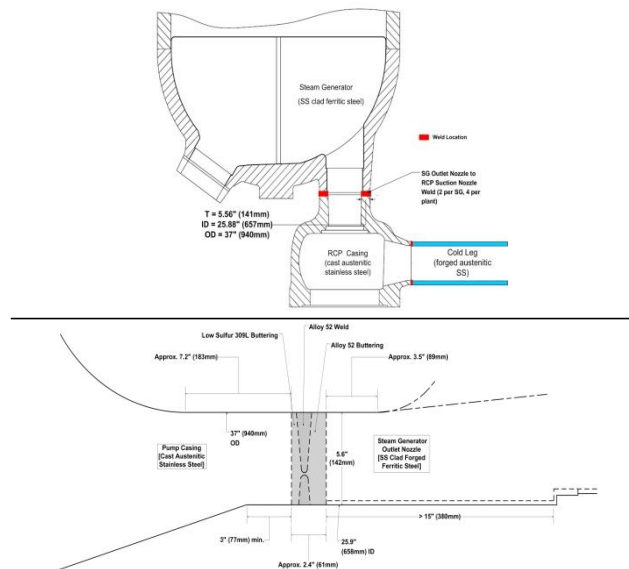 Steam Generator
(SS clad ferritic steel)
Weld Location
SG Outlet Nozzle to
RCP Suction Nozzle
Weld (2 per SG, 4 per
plant)
T = 5.56" (141mm)
ID = 25.88" (657mm)
OD = 37" (940mm)
RCP Casing
(cast austenitic
stainless steel)
Cold Leg
(forged austenitic
SS)
Alloy 52 Weld
Low Sulfur 309L Buttering
Alloy 52 Buttering
Approx. 7.2" (183mm)
Approx. 3.5" (89mm)
37" (940mm)
OD
Pump Casing
[Cast Austenitic
Stainless Steel]
5.6"
(142mm)
Steam Generator
Outlet Nozzle
[SS Clad Forged
Ferritic Steel]
> 15" (380mm)
3" (77mm) min.
25.9"
(658mm) ID
Approx. 2.4" (61mm)